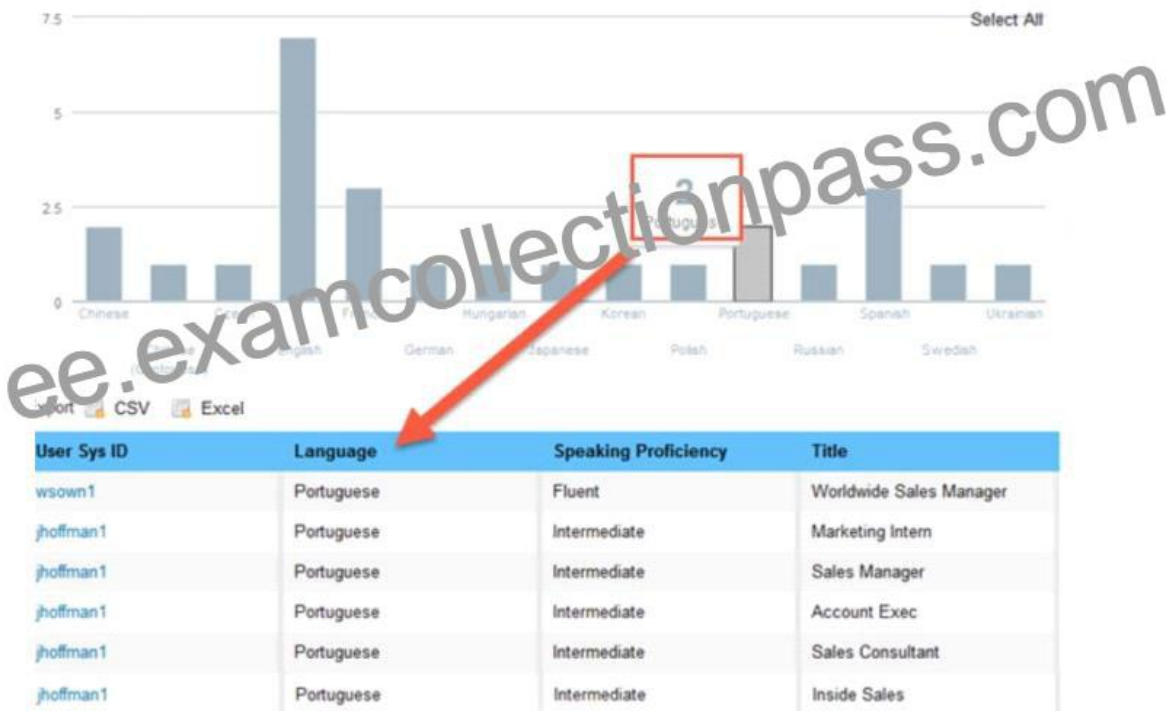 7.5
Select All
5
2
Portuguese
2.5
0
Chinese Hungarian Korean Portuguese Spanish Ukrainian
English German Japanese Polish Russian Swedish
CSV Excel
User Sys ID Language Speaking Proficiency Title
wsown1 Portuguese Fluent Worldwide Sales Manager
jhoffman1 Portuguese Intermediate Marketing Intern
jhoffman1 Portuguese Intermediate Sales Manager
jhoffman1 Portuguese Intermediate Account Exec
jhoffman1 Portuguese Intermediate Sales Consultant
jhoffman1 Portuguese Intermediate Inside Sales
ee.examcollectionpass.com